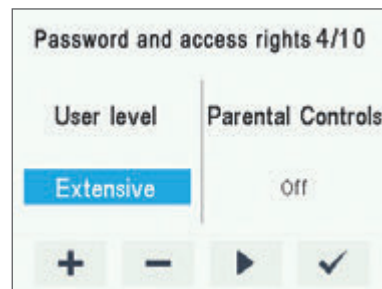 Password and access rights 4/10
User level
Parental Controls
Extensive
Off